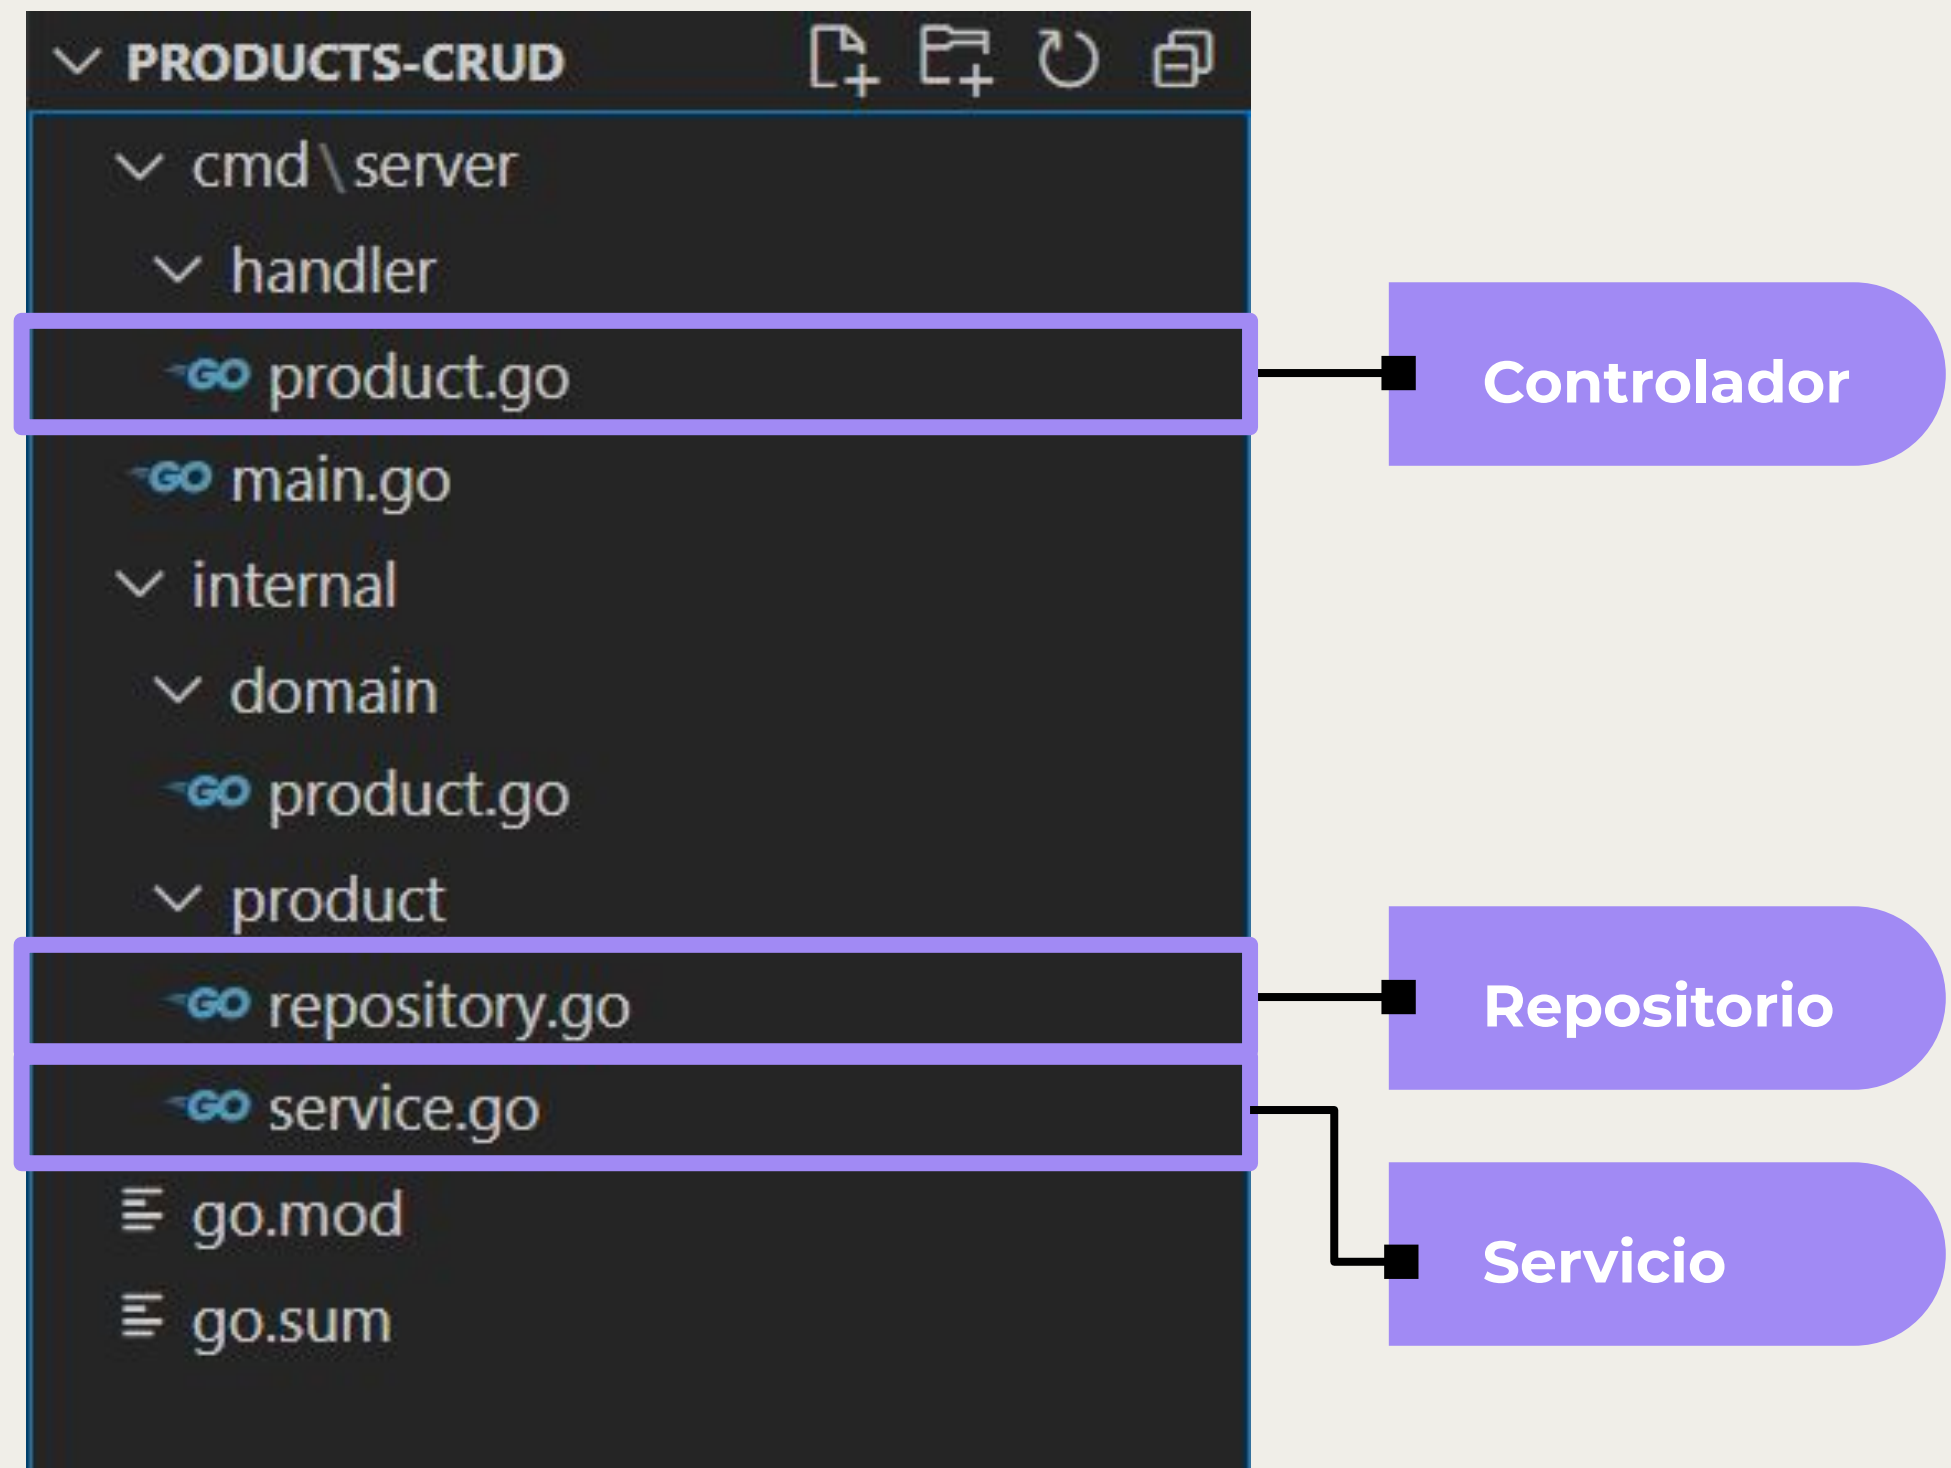 PRODUCTS-CRUD
cmd\server
handler
GO product.go
Controlador
GO main.go
internal
domain
GO product.go
product
GO repository.go
Repositorio
GO service.go
Servicio
go.mod
go.sum